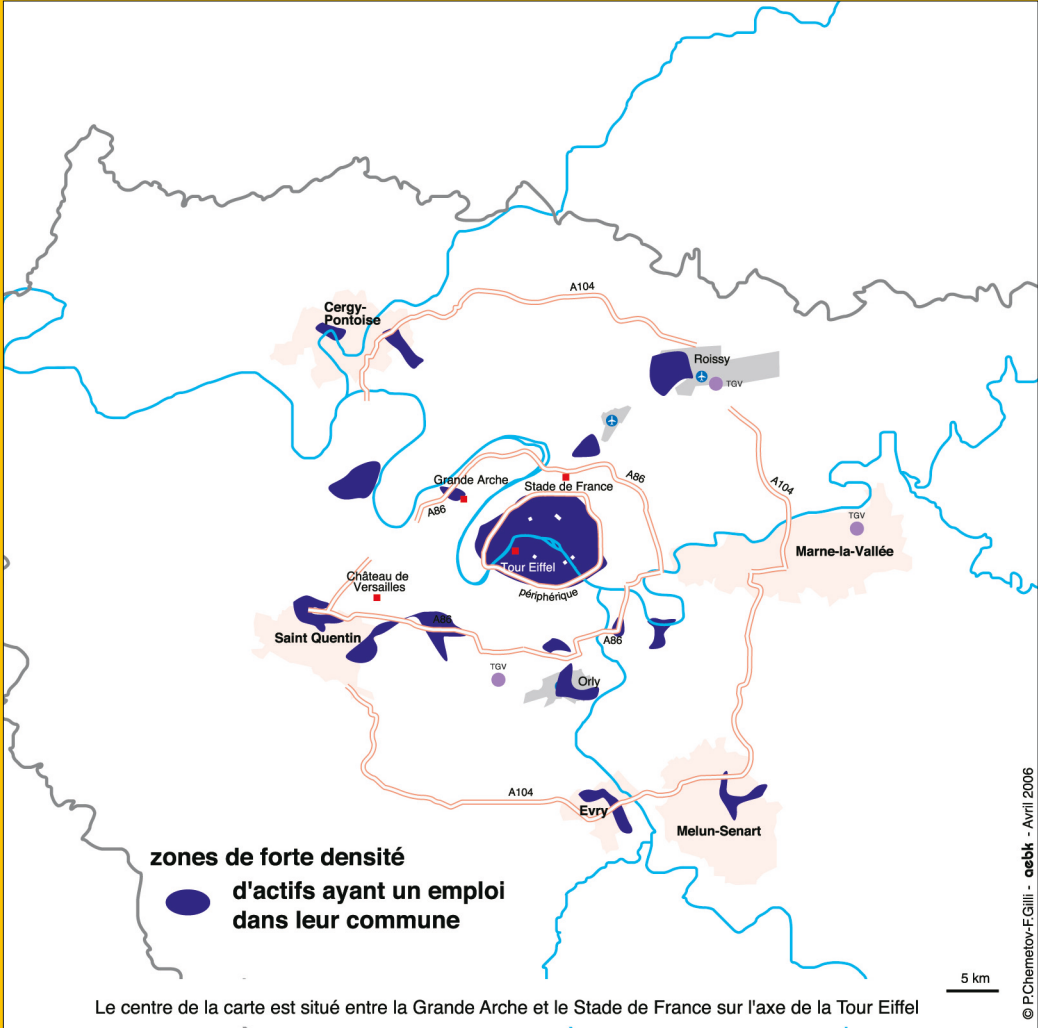 A104
Cergy-
Pontoise
Roissy
TGV
Grande Arche
Stade de France
A86
A86
A104
TGV
Marne-la-Vallée
Tour Eiffel
Château de
Versailles
périphérique
Saint Quentin
A86
A86
TGV
Orly
A104
Evry
Melun-Senart
zones de forte densité
d'actifs ayant un emploi
dans leur commune
5 km
Le centre de la carte est situé entre la Grande Arche et le Stade de France sur l'axe de la Tour Eiffel
© P.Chemetov-F.Gilli - aebk - Avril 2006